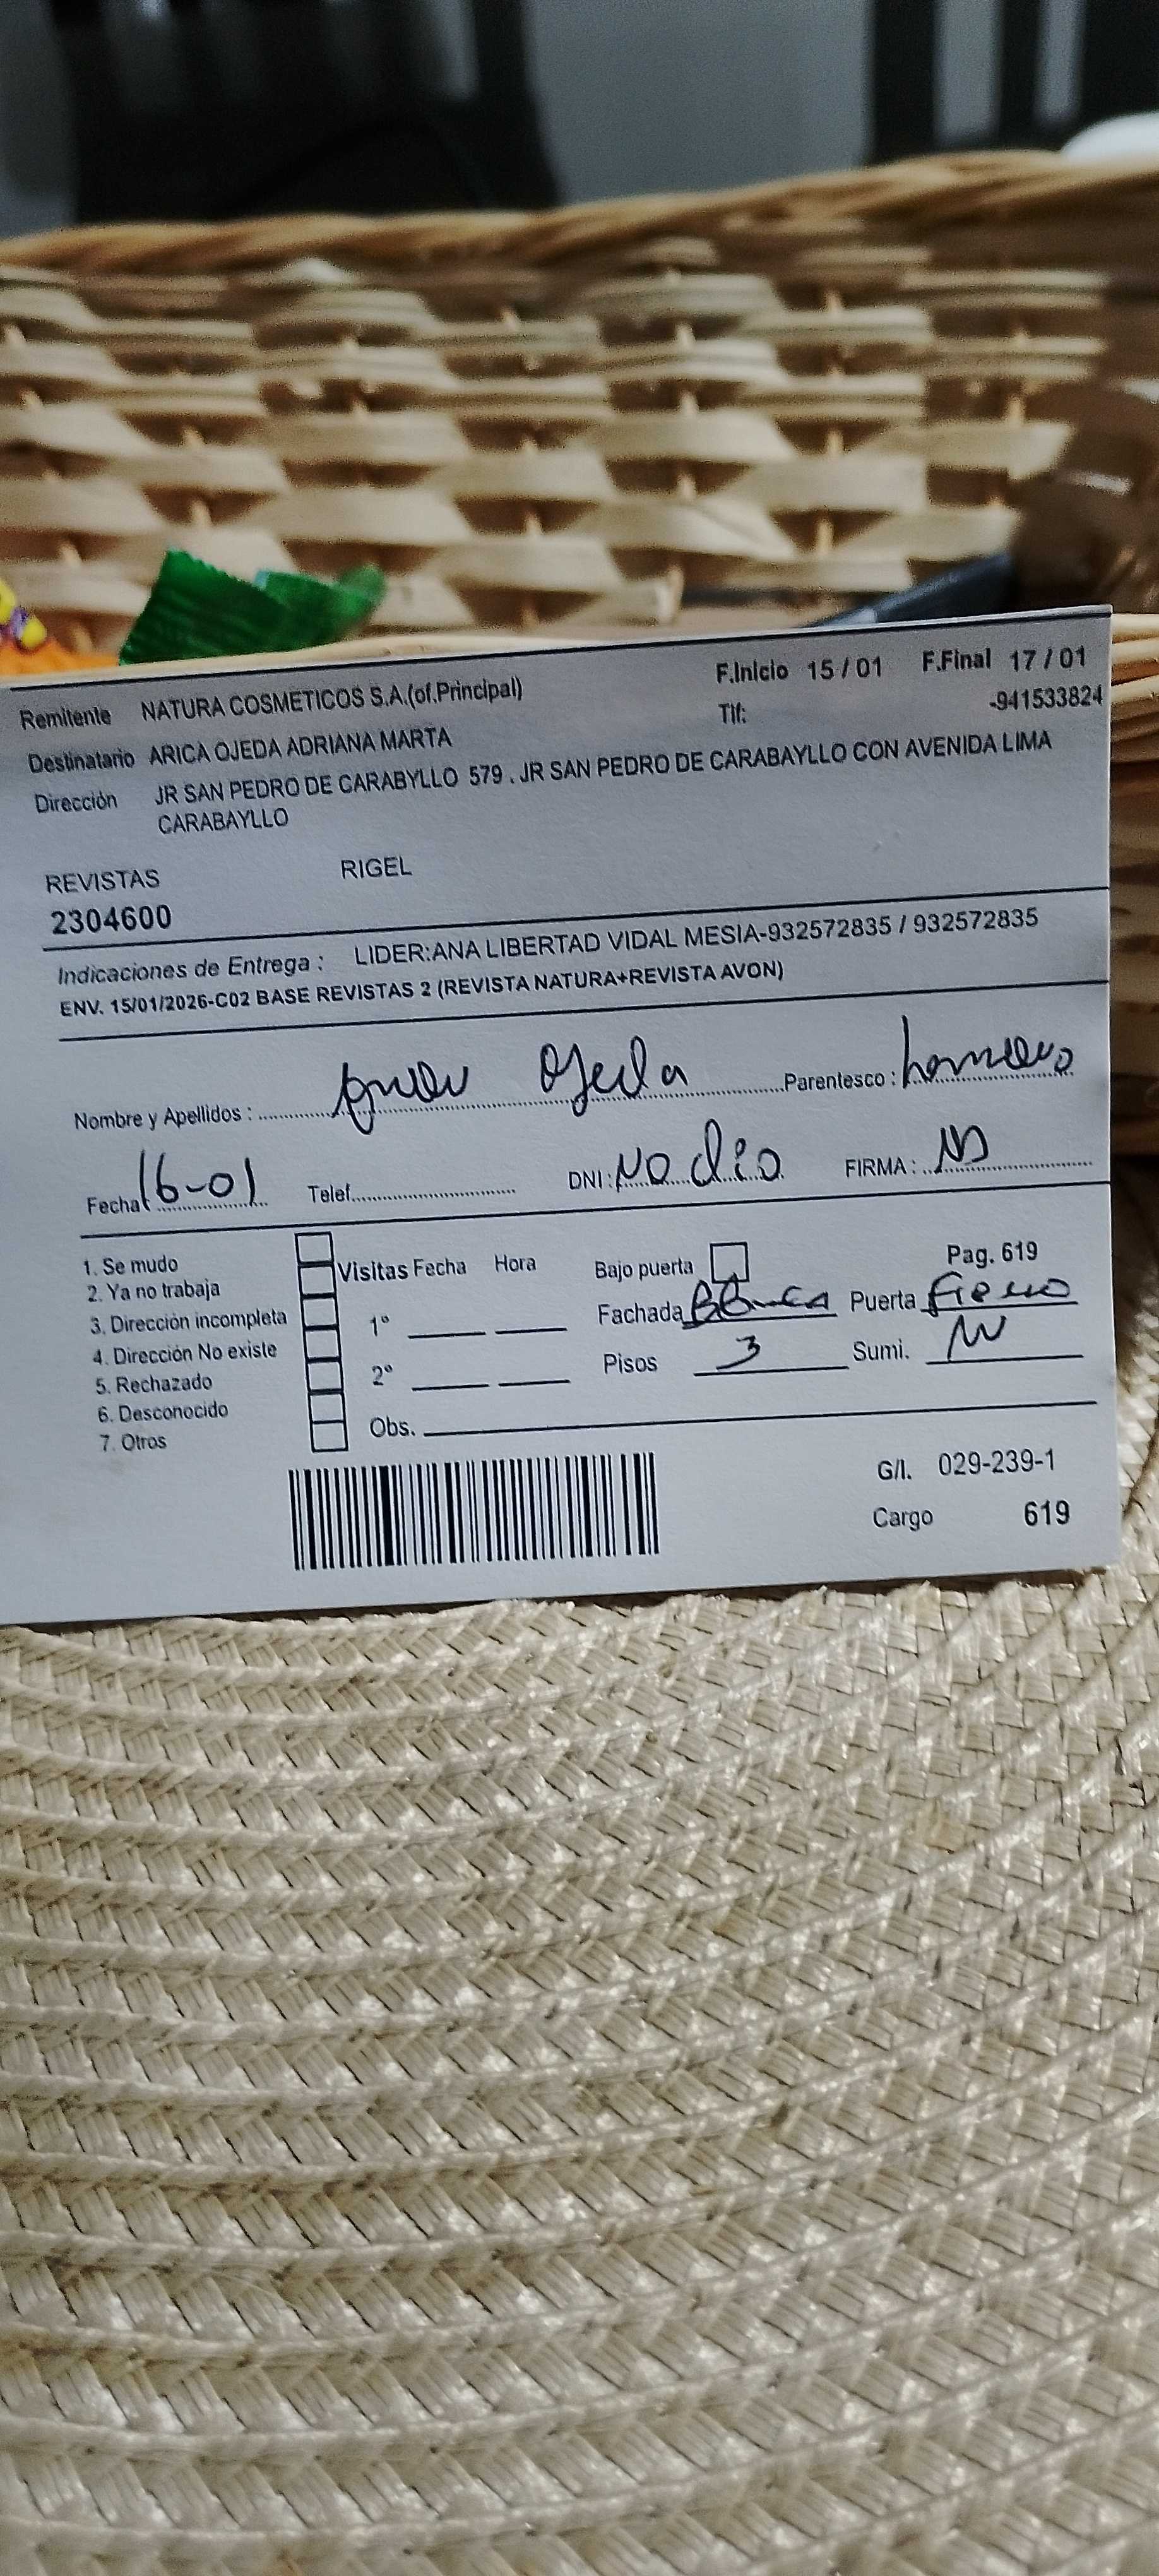 Remitente NATURA COSMETICOS S.A.(of.Principal) F.Inicio 15 / 01 F.Final 17 / 01
Tlf: -941533824
Destinatario ARICA OJEDA ADRIANA MARTA
Dirección JR SAN PEDRO DE CARABYLLO 579 . JR SAN PEDRO DE CARABAYLLO CON AVENIDA LIMA
CARABAYLLO
REVISTAS RIGEL
2304600
Indicaciones de Entrega : LIDER:ANA LIBERTAD VIDAL MESIA-932572835 / 932572835
ENV. 15/01/2026-C02 BASE REVISTAS 2 (REVISTA NATURA+REVISTA AVON)
Nombre y Apellidos : Ojeda Parentesco :
Fecha 16-01 Telef. DNI: No dio FIRMA :
1. Se mudo
2. Ya no trabaja
3. Dirección incompleta
4. Dirección No existe
5. Rechazado
6. Desconocido
7. Otros
Visitas Fecha Hora
1°
2°
Obs.
Bajo puerta Pag. 619
Fachada Blanca Puerta Fierro
Pisos 3 Sumi.
G/I. 029-239-1
Cargo 619